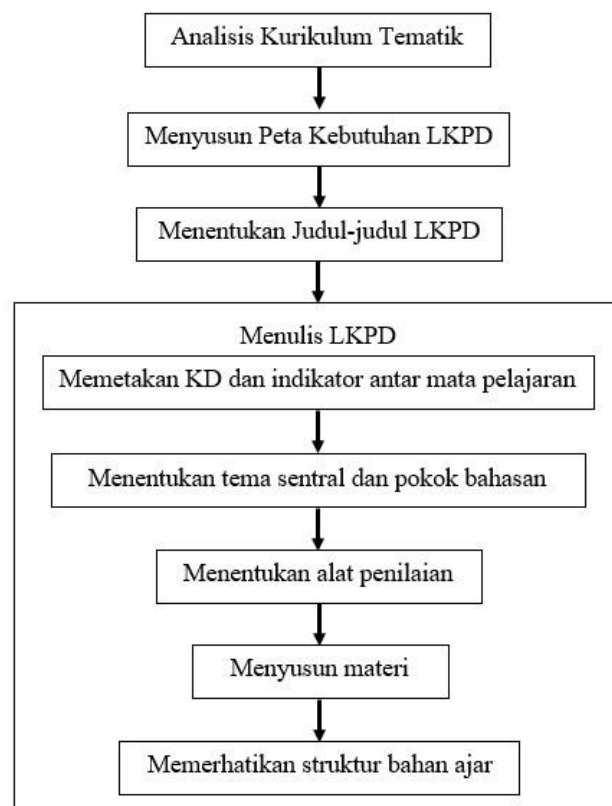 Analisis Kurikulum Tematik
Menyusun Peta Kebutuhan LKPD
Menentukan Judul-judul LKPD
Menulis LKPD
Memetakan KD dan indikator antar mata pelajaran
Menentukan tema sentral dan pokok bahasan
Menentukan alat penilaian
Menyusun materi
Memerhatikan struktur bahan ajar